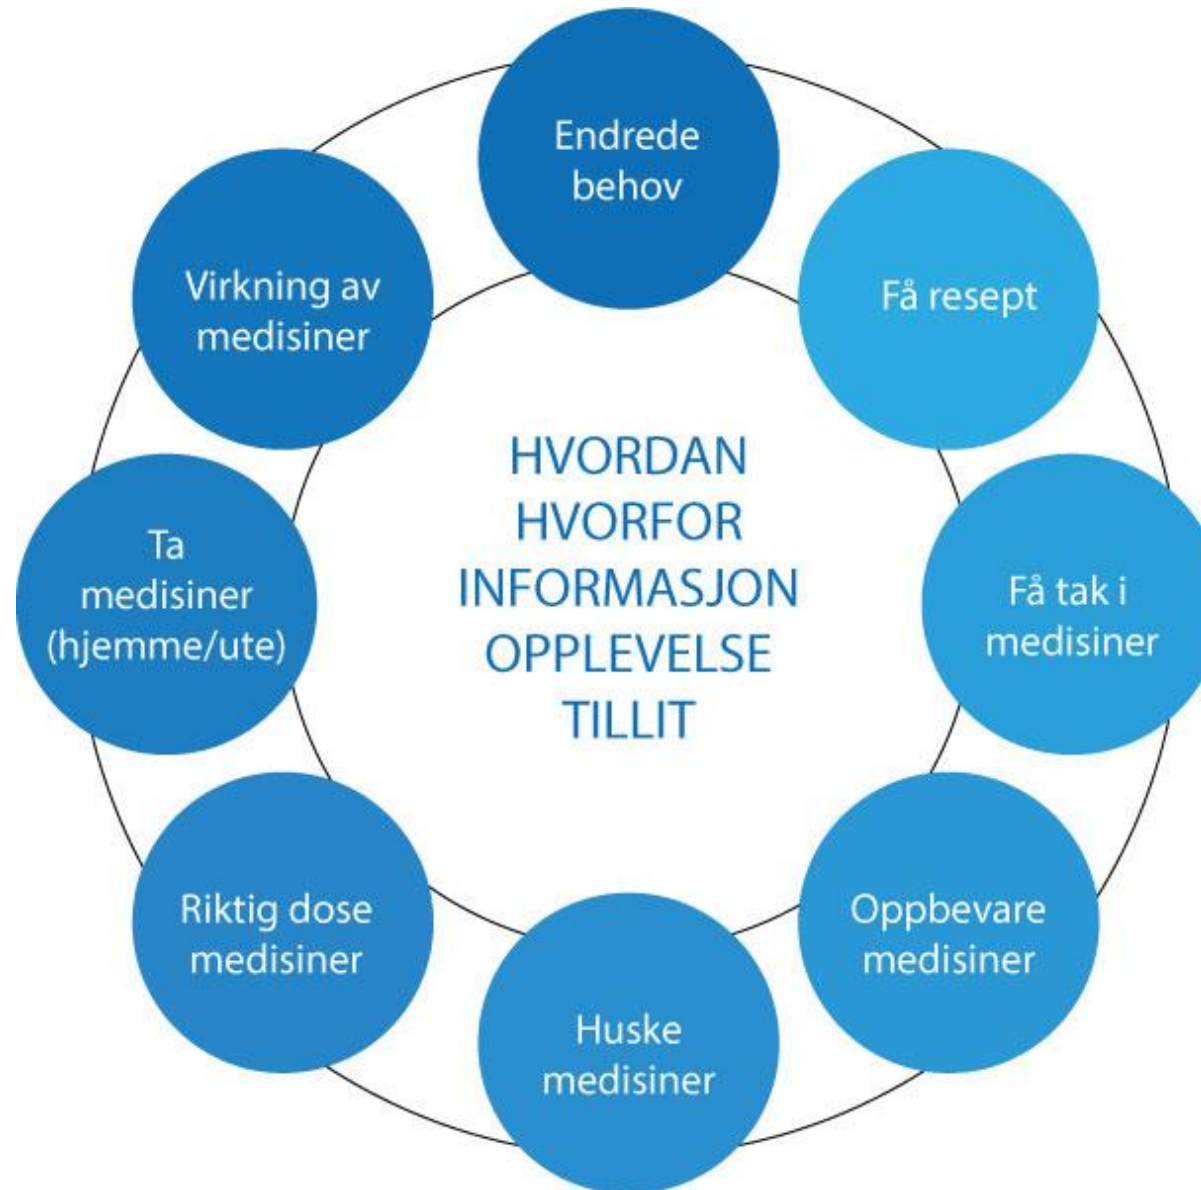 Endrede
behov
Få resept
Få tak i
medisiner
Oppbevare
medisiner
Huske
medisiner
Riktig dose
medisiner
Ta
medisiner
(hjemme/ute)
Virkning av
medisiner
HVORDAN
HVORFOR
INFORMASJON
OPPLEVELSE
TILLIT